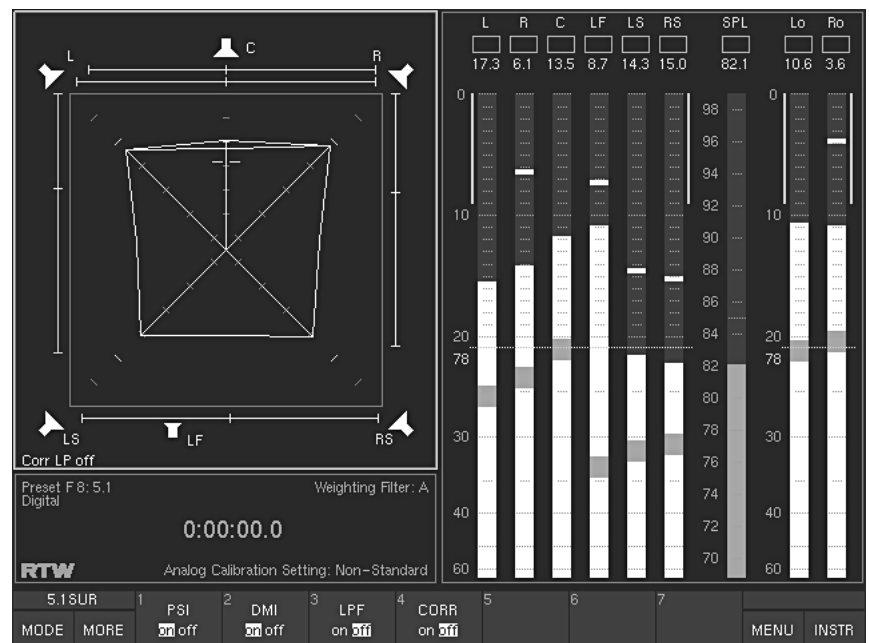 L R C LF LS RS SPL Lo Ro
17.3 6.1 13.5 8.7 14.3 15.0 82.1 10.6 3.6
L C R
0 98 0
96
94
92
10 90 10
88
86
20 84 20
78 82 78
80
30 78 30
76
74
40 72 40
70
60 60
LS LF RS
Corr LP off
Preset F 8: 5.1 Weighting Filter: A
Digital
0:00:00.0
RTW Analog Calibration Setting: Non-Standard
5.1SUR 1 PSI 2 DMI 3 LPF 4 CORR 5 6 7
MODE MORE on off on off on off on off MENU INSTR